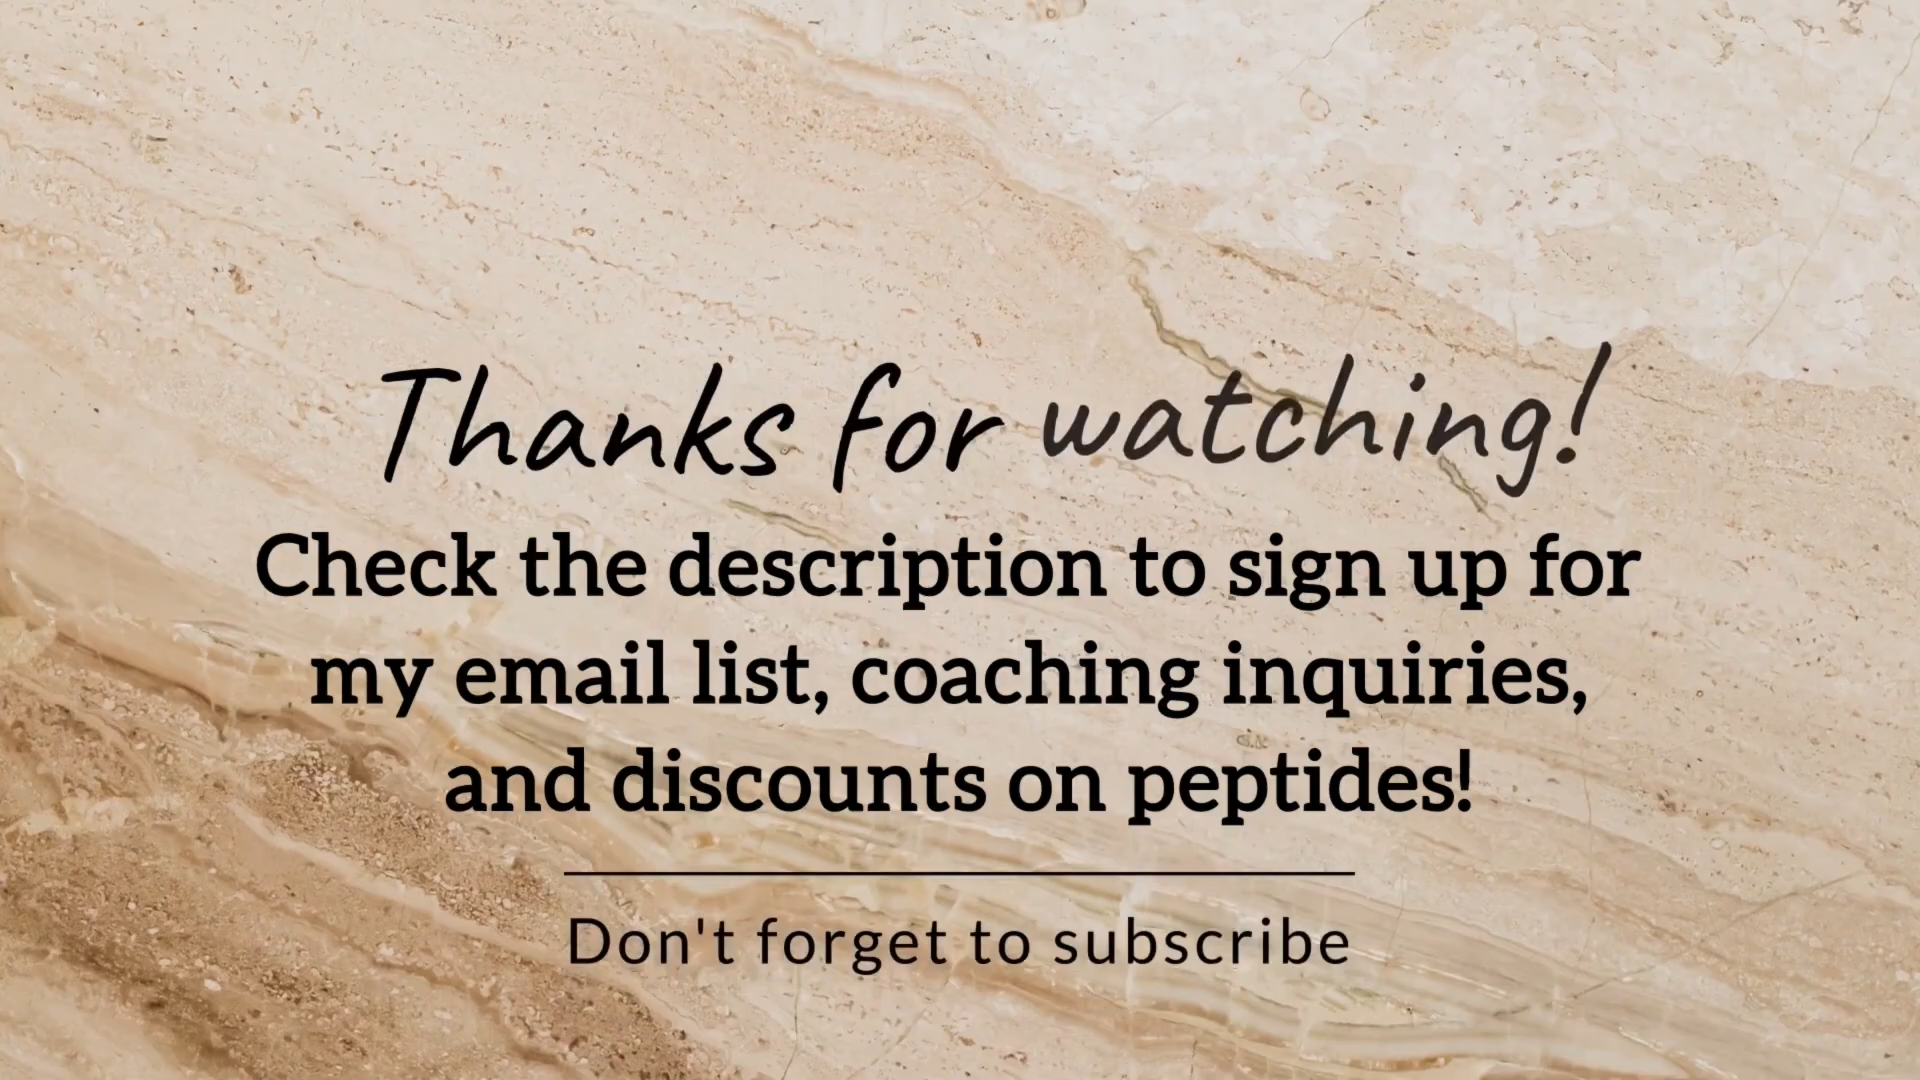 Thanks for watching!
Check the description to sign up for
my email list, coaching inquiries,
and discounts on peptides!
Don't forget to subscribe